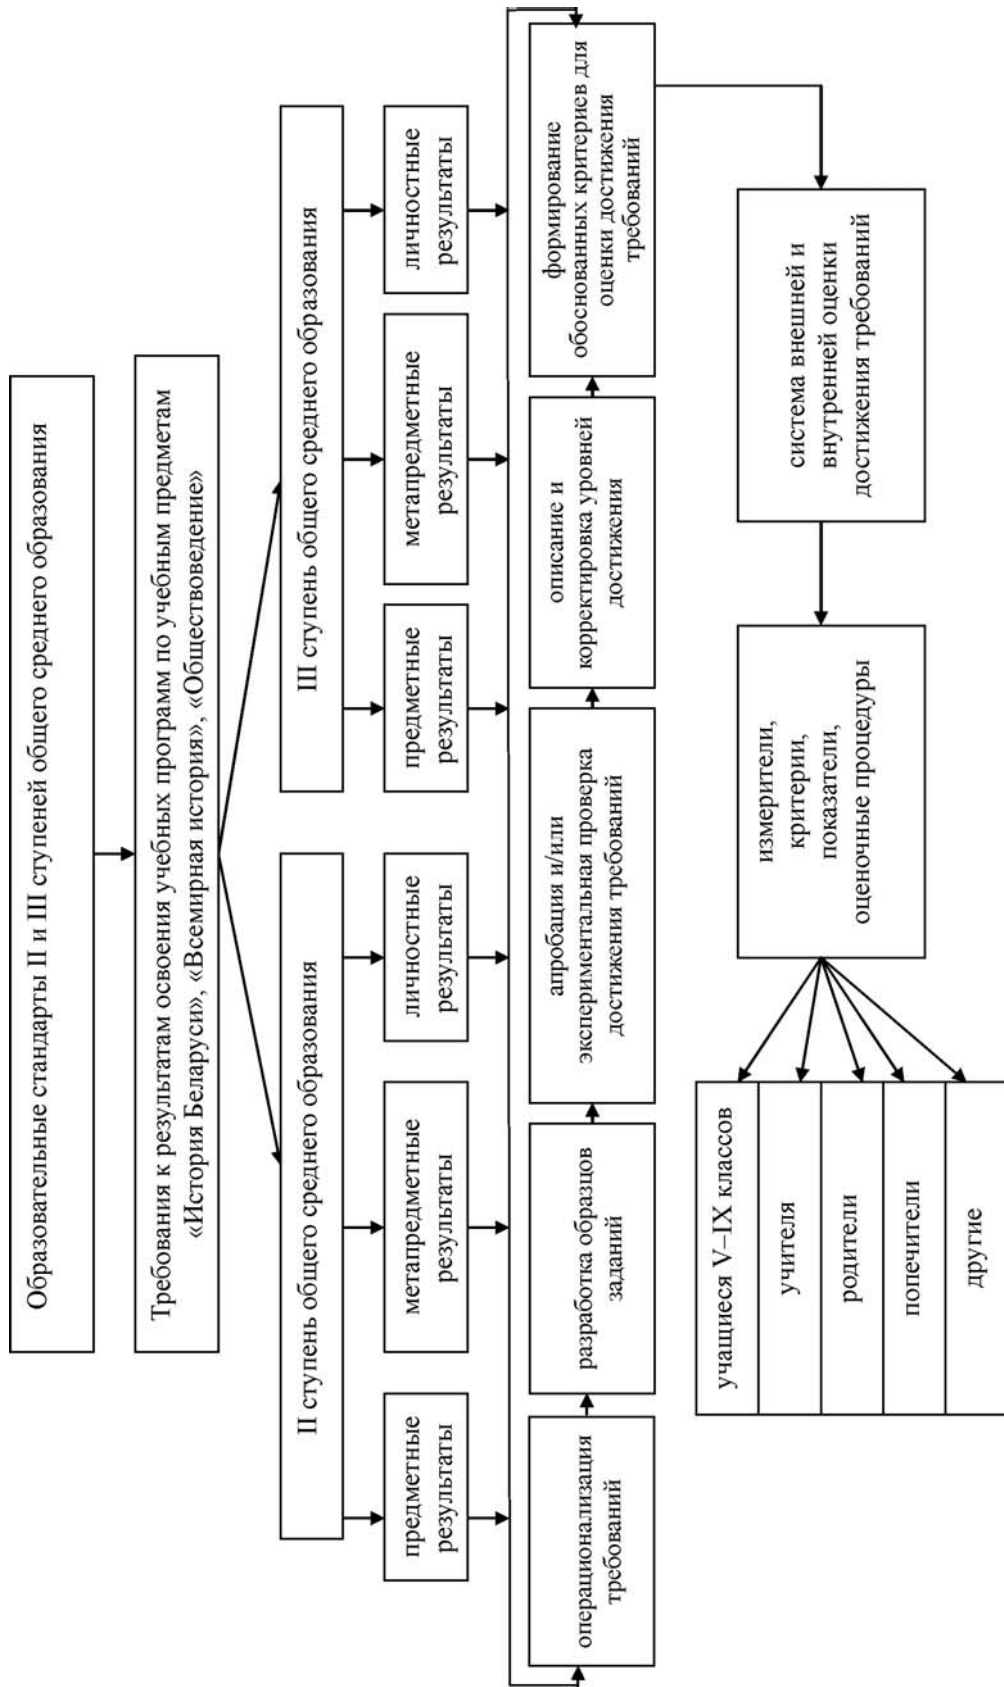 Образовательные стандарты II и III ступеней общего среднего образования
Требования к результатам освоения учебных программ по учебным предметам
«История Беларуси», «Всемирная история», «Обществоведение»
II ступень общего среднего образования
III ступень общего среднего образования
предметные
результаты
метапредметные
результаты
личностные
результаты
предметные
результаты
метапредметные
результаты
личностные
результаты
операционализация
требований
разработка образцов
заданий
апробация и/или
экспериментальная проверка
достижения требований
описание и
корректировка уровней
достижения
формирование
обоснованных критериев для
оценки достижения
требований
учащиеся V–IX классов
учителя
родители
попечители
другие
измерители,
критерии,
показатели,
оценочные процедуры
система внешней и
внутренней оценки
достижения требований